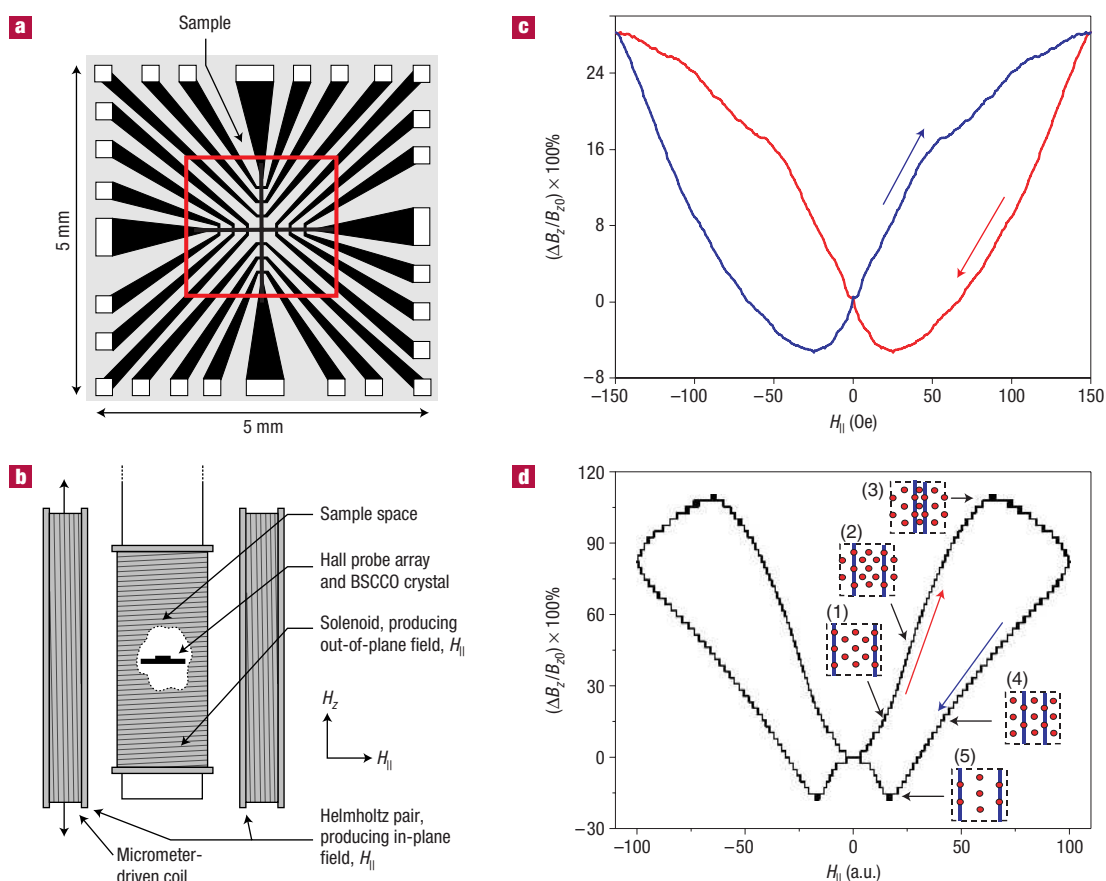 a
Sample
5 mm
5 mm
b
Sample space
Hall probe array
and BSCCO crystal
Solenoid, producing
out-of-plane field, H||
Hz
H||
Helmholtz pair,
producing in-plane
field, H||
Micrometer-
driven coil
c
(ΔBz/Bz0) × 100%
24
16
8
0
−8
−150
−100
−50
0
50
100
150
H|| (Oe)
d
(ΔBz/Bz0) × 100%
120
90
60
30
0
−30
(3)
(2)
(1)
(4)
(5)
−100
−50
0
50
100
H|| (a.u.)